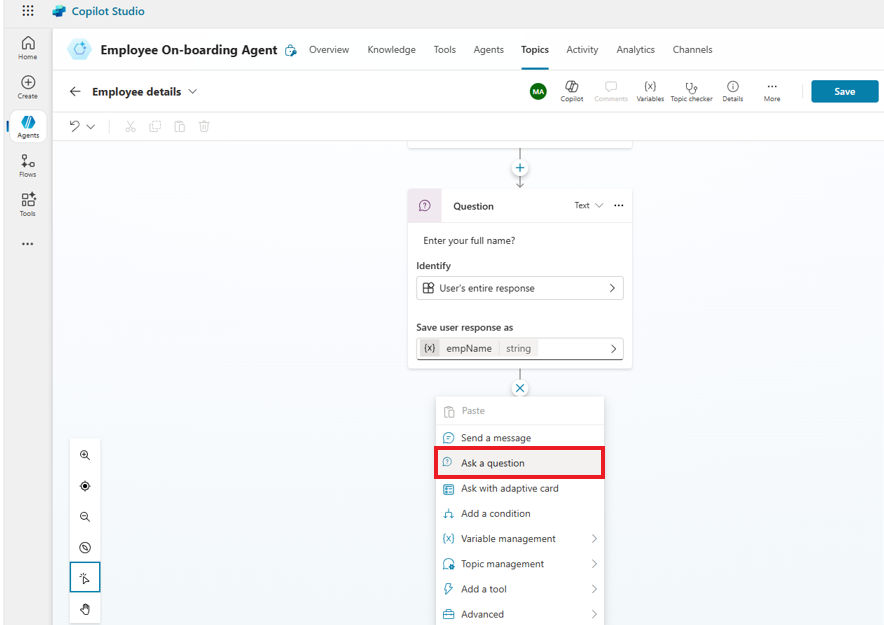 Copilot Studio
Home
Create
Agents
Flows
Tools
Employee On-boarding Agent
Overview
Knowledge
Tools
Agents
Topics
Activity
Analytics
Channels
Employee details
MA
Copilot
Comments
{x}
Variables
Topic checker
Details
More
Save
Question
Text
Enter your full name?
Identify
User's entire response
Save user response as
{x} empName string
Paste
Send a message
Ask a question
Ask with adaptive card
Add a condition
{x} Variable management
Topic management
Add a tool
Advanced